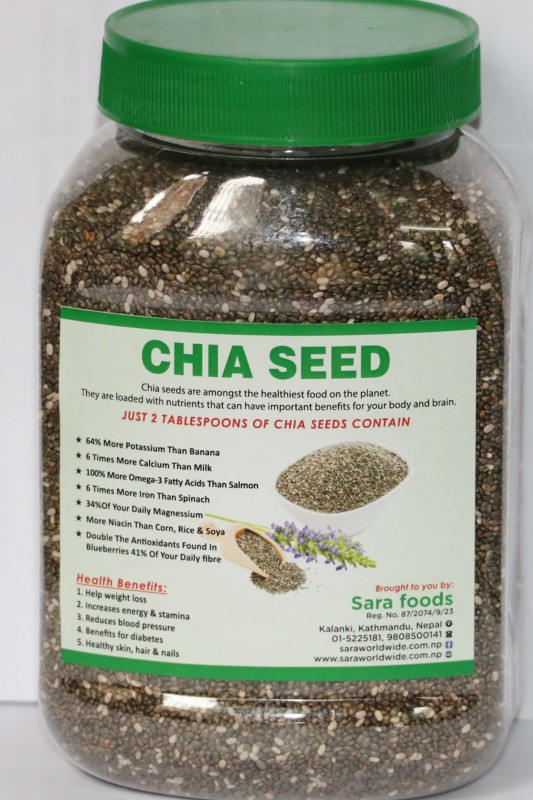 CHIA SEED
Chia seeds are amongst the healthiest food on the planet.
They are loaded with nutrients that can have important benefits for your body and brain.
JUST 2 TABLESPOONS OF CHIA SEEDS CONTAIN
★ 64% More Potassium Than Banana
★ 6 Times More Calcium Than Milk
★ 100% More Omega-3 Fatty Acids Than Salmon
★ 6 Times More Iron Than Spinach
★ 34%Of Your Daily Magnessium
★ More Niacin Than Corn, Rice & Soya
★ Double The Antioxidants Found In
Blueberries 41% Of Your Daily fibre
Health Benefits:
1. Help weight loss
2. Increases energy & stamina
3. Reduces blood pressure
4. Benefits for diabetes
5. Healthy skin, hair & nails
Brought to you by:
Sara foods
Reg. No. 87/2074/9/23
Kalanki, Kathmandu, Nepal
01-5225181, 9808500141
saraworldwide.com.np
www.saraworldwide.com.np